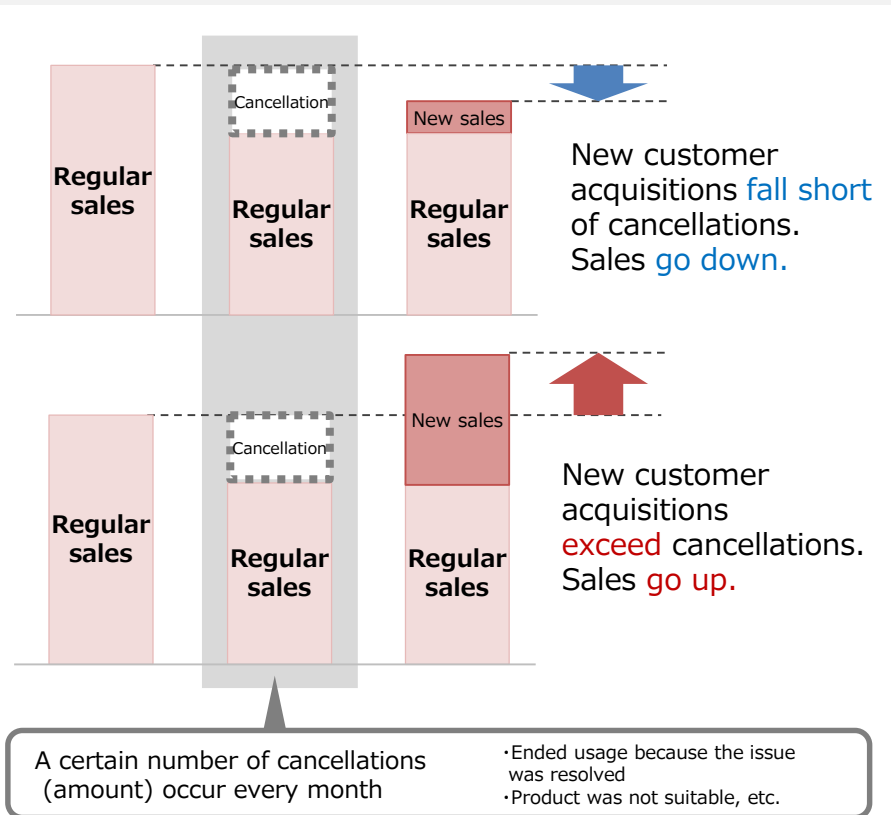 Regular
sales
Cancellation
Regular
sales
New sales
Regular
sales
New customer
acquisitions fall short
of cancellations.
Sales go down.
Regular
sales
Cancellation
Regular
sales
New sales
Regular
sales
New customer
acquisitions
exceed cancellations.
Sales go up.
A certain number of cancellations
(amount) occur every month
・Ended usage because the issue
was resolved
・Product was not suitable, etc.